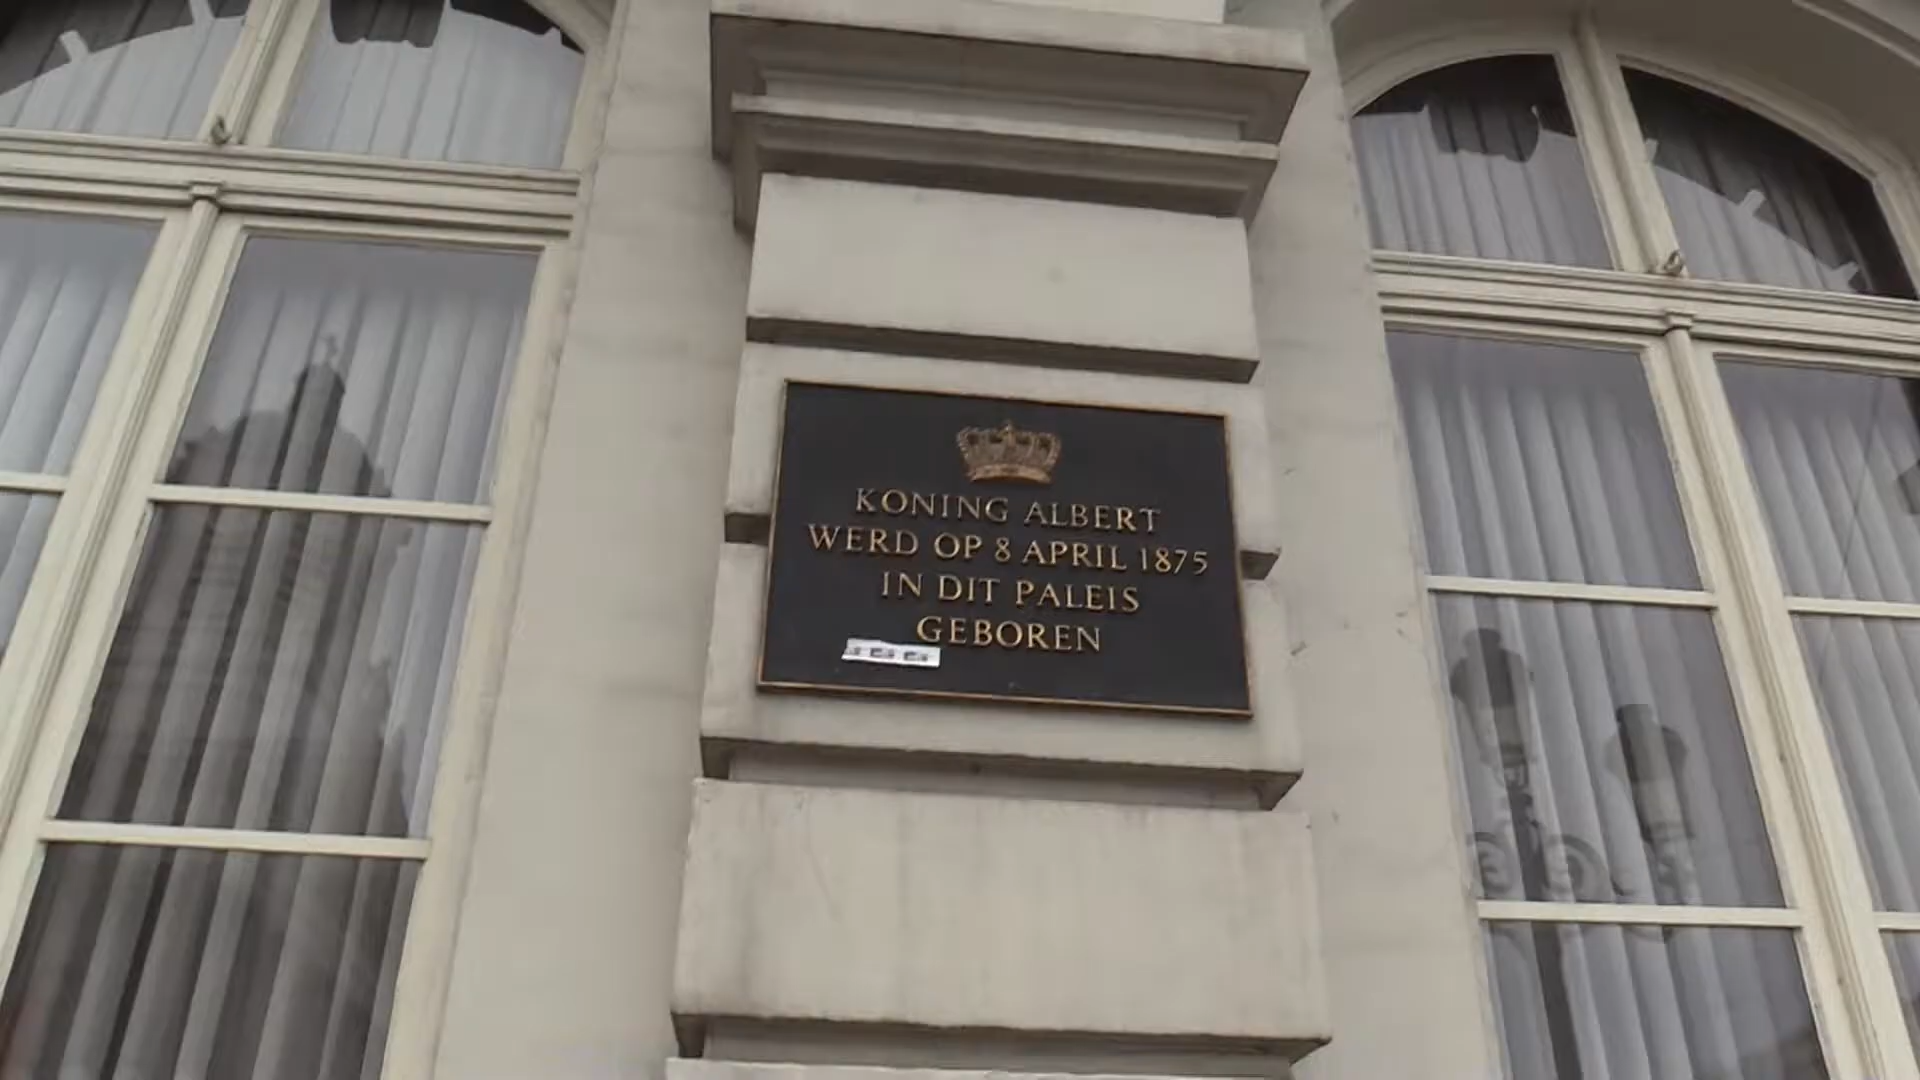 KONING ALBERT
WERD OP 8 APRIL 1875
IN DIT PALEIS
GEBOREN